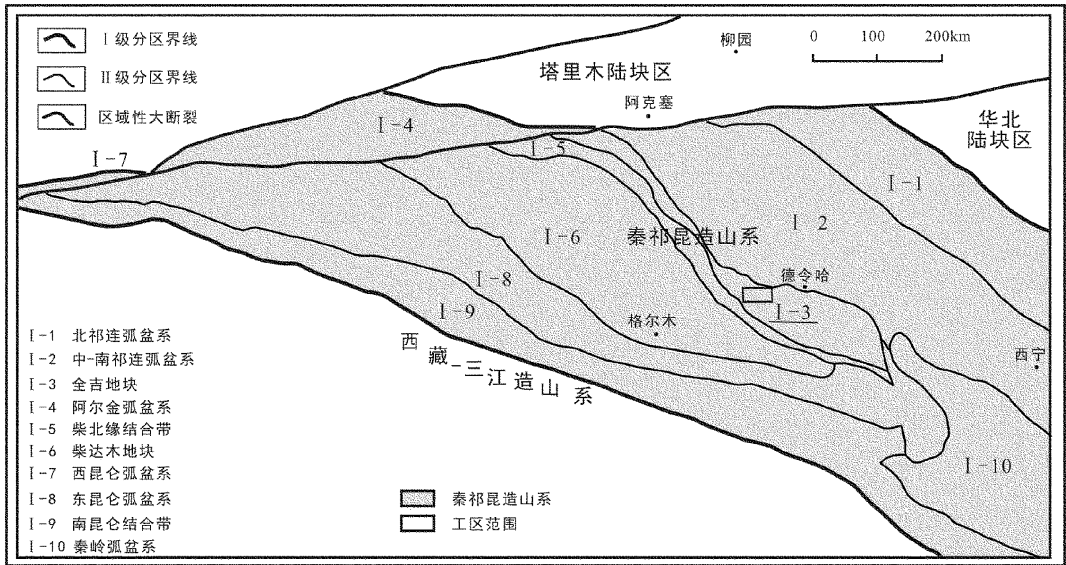 Ⅰ级分区界线
Ⅱ级分区界线
区域性大断裂
柳园
0 100 200km
塔里木陆块区
阿克塞
华北
陆块区
Ⅰ-4
Ⅰ-5
Ⅰ-7
Ⅰ-1
Ⅰ-2
秦祁昆造山系
Ⅰ-6
德令哈
Ⅰ-8
Ⅰ-3
Ⅰ-9
格尔木
西宁
西藏-三江造山系
Ⅰ-10
Ⅰ-1 北祁连弧盆系
Ⅰ-2 中-南祁连弧盆系
Ⅰ-3 全吉地块
Ⅰ-4 阿尔金弧盆系
Ⅰ-5 柴北缘结合带
Ⅰ-6 柴达木地块
Ⅰ-7 西昆仑弧盆系
Ⅰ-8 东昆仑弧盆系
Ⅰ-9 南昆仑结合带
Ⅰ-10 秦岭弧盆系
秦祁昆造山系
工区范围